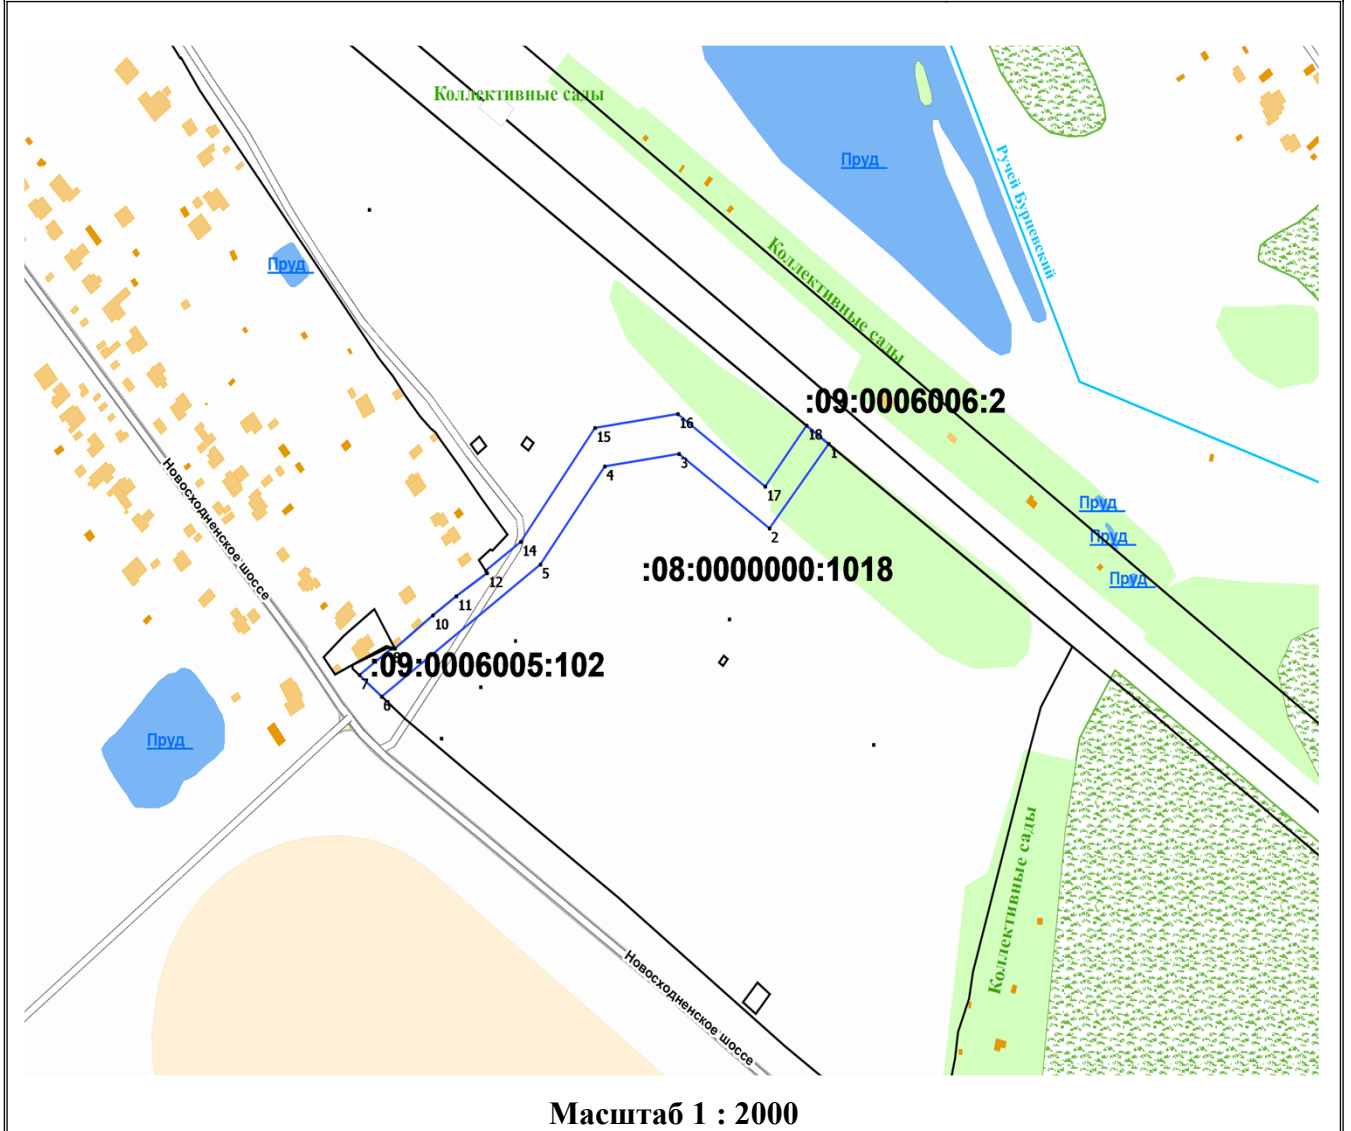 Коллективные сады
Пруд
Ручей Бурцевский
Пруд
Коллективные сады
:09:0006006:2
16
15
18
1
3
4
17
Новосходненское шоссе
Пруд
2
Пруд
14
:08:0000000:1018
5
12
Пруд
11
10
:09:0006005:102
7
6
Пруд
Коллективные сады
Новосходненское шоссе
Масштаб 1 : 2000